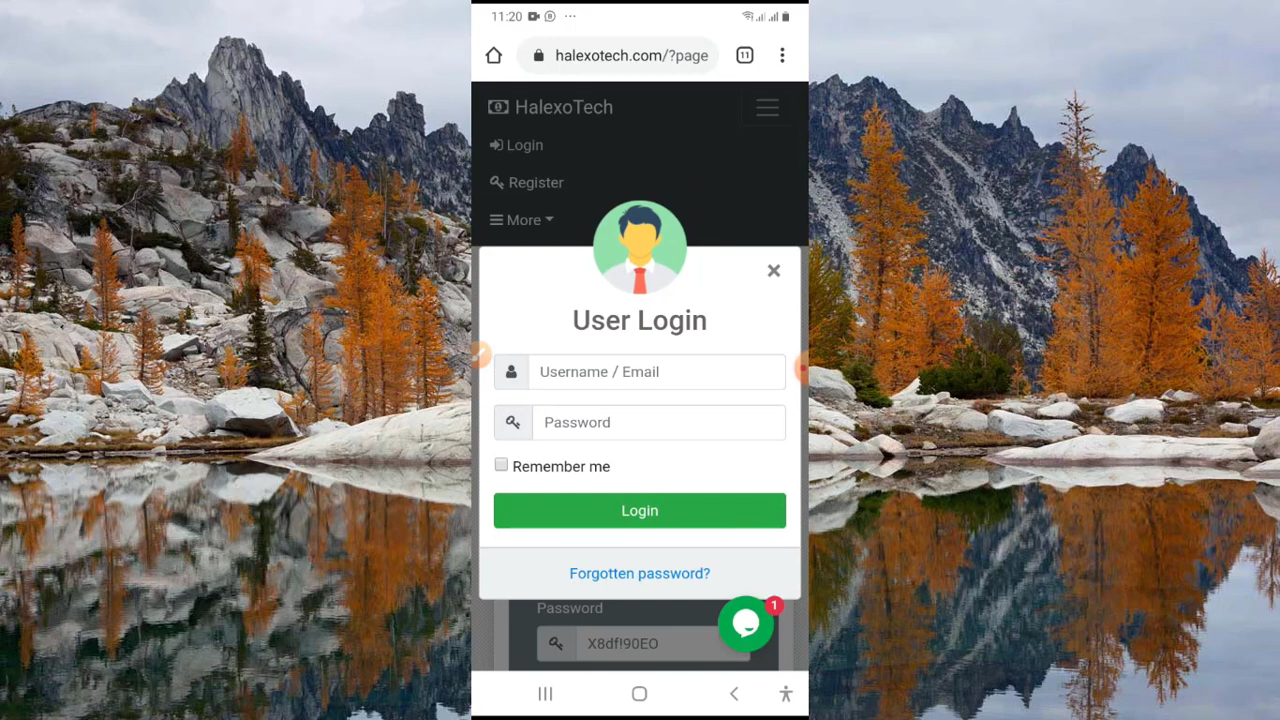 11:20
halexotech.com/?page
11
HalexoTech
Login
Register
More
User Login
Username / Email
Password
Remember me
Login
Forgotten password?
1
Password
X8df!90EO